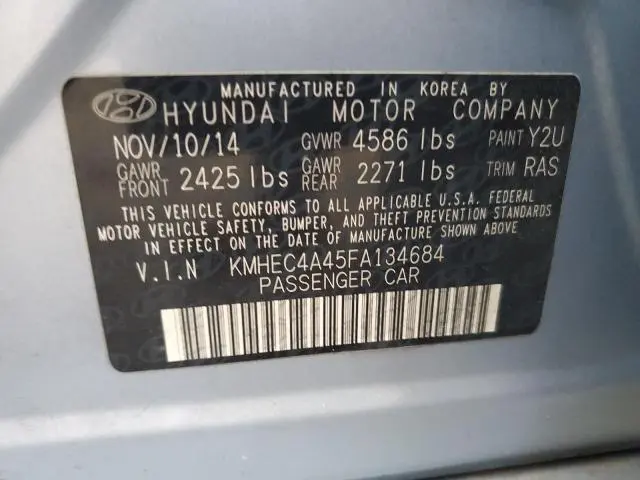 MANUFACTURED IN KOREA BY
HYUNDAI MOTOR COMPANY
NOV/10/14 GVWR 4586 lbs PAINT Y2U
GAWR FRONT 2425 lbs GAWR REAR 2271 lbs TRIM RAS
THIS VEHICLE CONFORMS TO ALL APPLICABLE U.S.A. FEDERAL
MOTOR VEHICLE SAFETY, BUMPER, AND THEFT PREVENTION STANDARDS
IN EFFECT ON THE DATE OF MANUFACTURE SHOWN ABOVE.
V.I.N KMHEC4A45FA134684
PASSENGER CAR